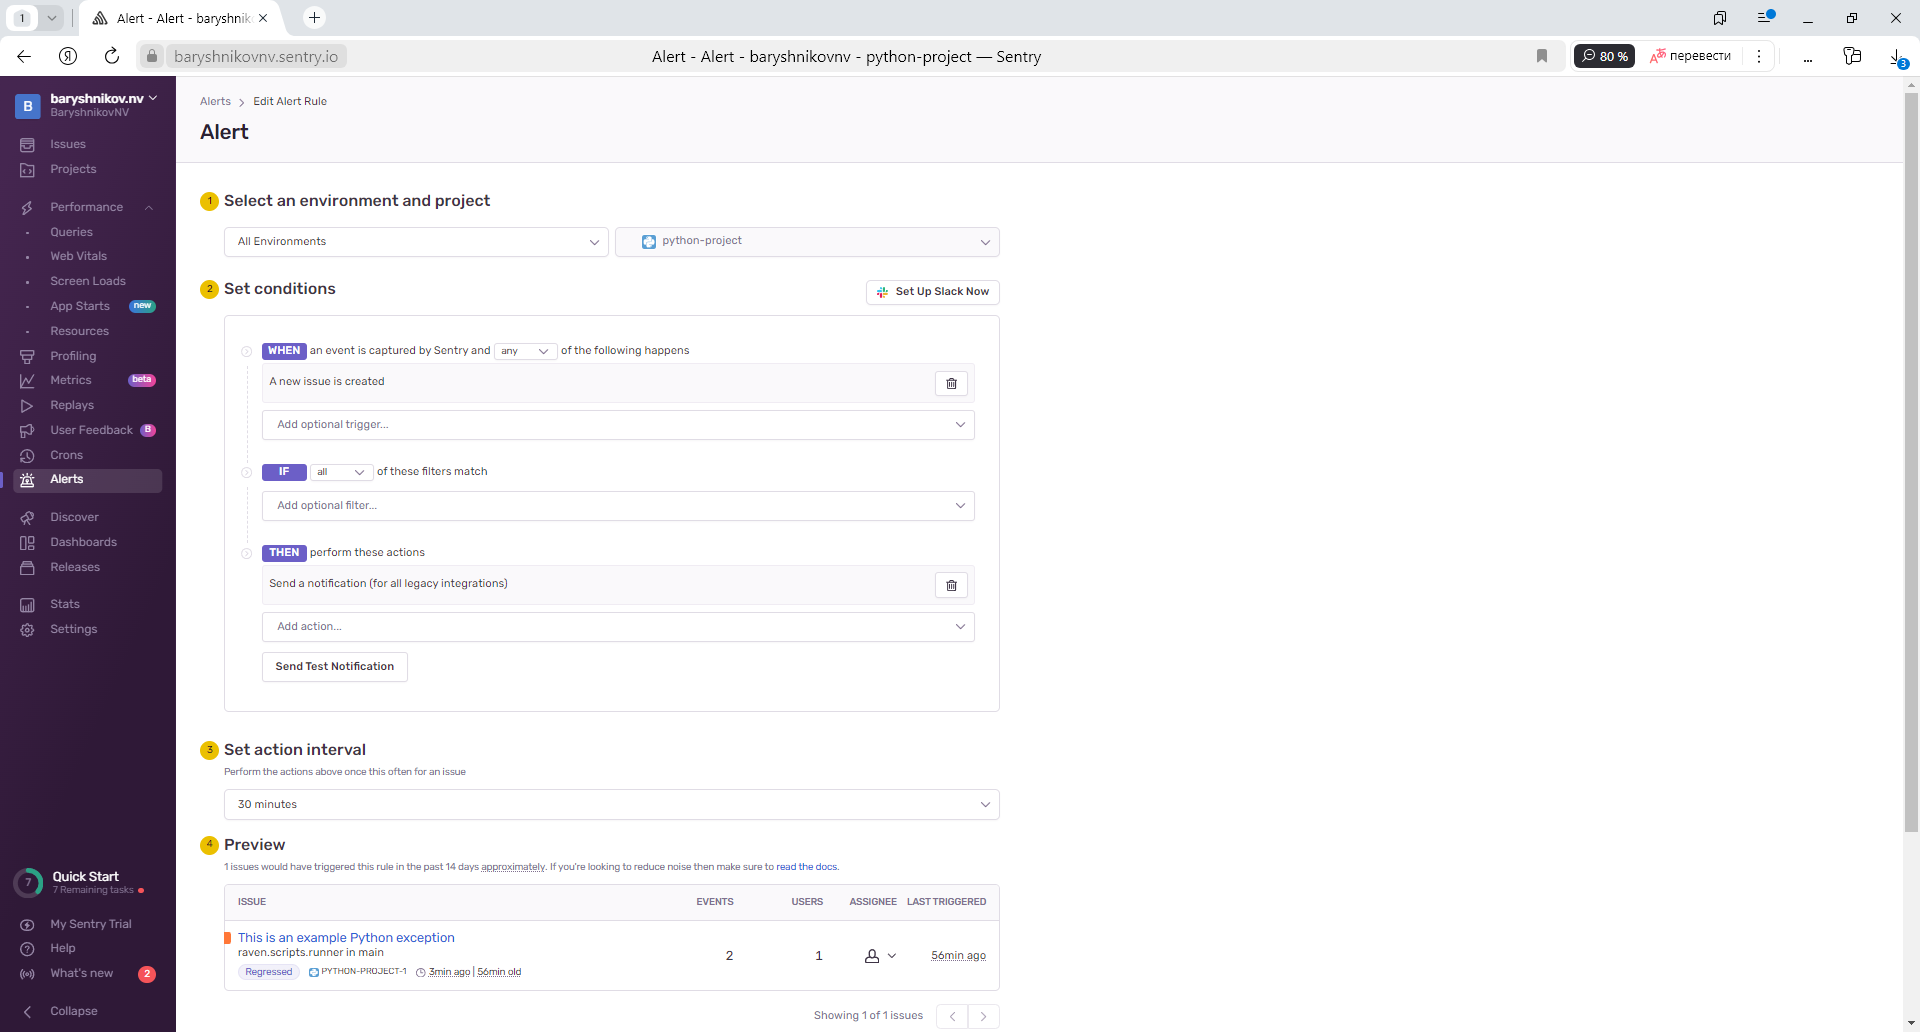 1
Alert - Alert - baryshnik
baryshnikovnv.sentry.io
Alert - Alert - baryshnikovnv - python-project — Sentry
80 %
перевести
3
B
baryshnikov.nv
BaryshnikovNV
Issues
Projects
Performance
Queries
Web Vitals
Screen Loads
App Starts new
Resources
Profiling
Metrics beta
Replays
User Feedback B
Crons
Alerts
Discover
Dashboards
Releases
Stats
Settings
7
Quick Start
7 Remaining tasks
My Sentry Trial
Help
What's new 2
Collapse
Alerts > Edit Alert Rule
Alert
1 Select an environment and project
All Environments
python-project
2 Set conditions
Set Up Slack Now
WHEN an event is captured by Sentry and any of the following happens
A new issue is created
Add optional trigger...
IF all of these filters match
Add optional filter...
THEN perform these actions
Send a notification (for all legacy integrations)
Add action...
Send Test Notification
3 Set action interval
Perform the actions above once this often for an issue
30 minutes
4 Preview
1 issues would have triggered this rule in the past 14 days approximately. If you're looking to reduce noise then make sure to read the docs.
ISSUE EVENTS USERS ASSIGNEE LAST TRIGGERED
This is an example Python exception
raven.scripts.runner in main
Regressed PYTHON-PROJECT-1 3min ago | 56min old
2 1 56min ago
Showing 1 of 1 issues